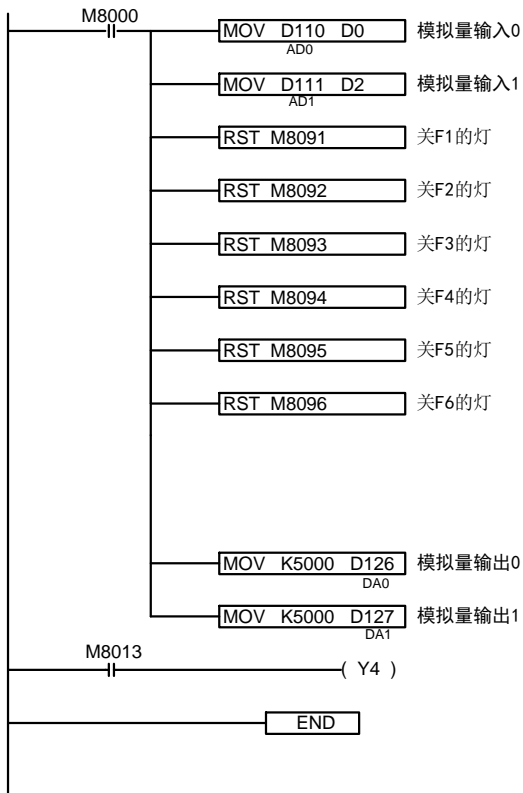 M8000
MOV D110 D0 模拟量输入0
AD0
MOV D111 D2 模拟量输入1
AD1
RST M8091 关F1的灯
RST M8092 关F2的灯
RST M8093 关F3的灯
RST M8094 关F4的灯
RST M8095 关F5的灯
RST M8096 关F6的灯
MOV K5000 D126 模拟量输出0
DA0
MOV K5000 D127 模拟量输出1
DA1
M8013
( Y4 )
END